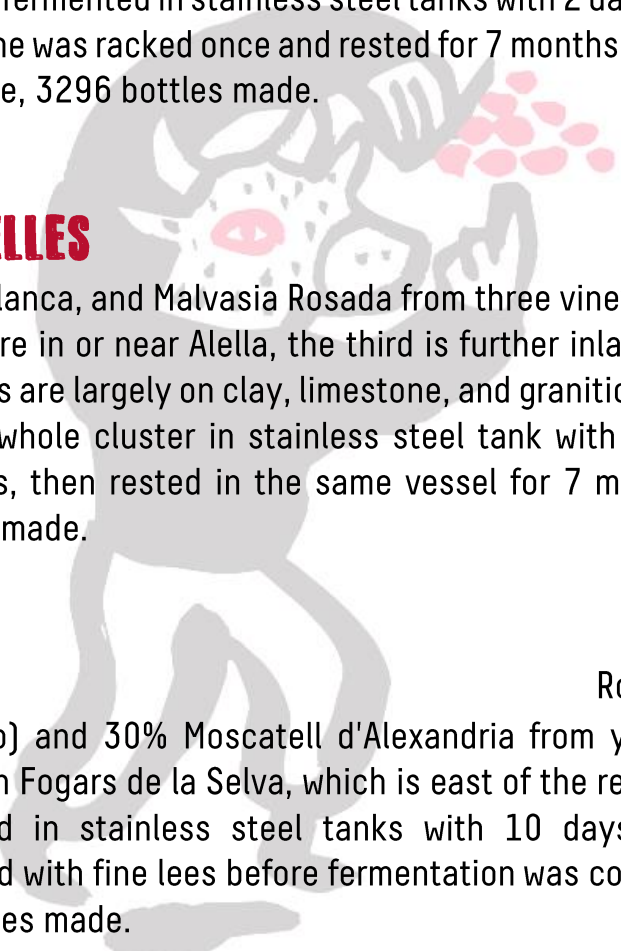 fermented in stainless steel tanks with 2 da
ne was racked once and rested for 7 months
e, 3296 bottles made.
ELLES
lanca, and Malvasia Rosada from three vine
re in or near Alella, the third is further inla
s are largely on clay, limestone, and granitic
whole cluster in stainless steel tank with
s, then rested in the same vessel for 7 m
made.
Ro
o) and 30% Moscatell d'Alexandria from y
n Fogars de la Selva, which is east of the re
d in stainless steel tanks with 10 days
d with fine lees before fermentation was co
es made.